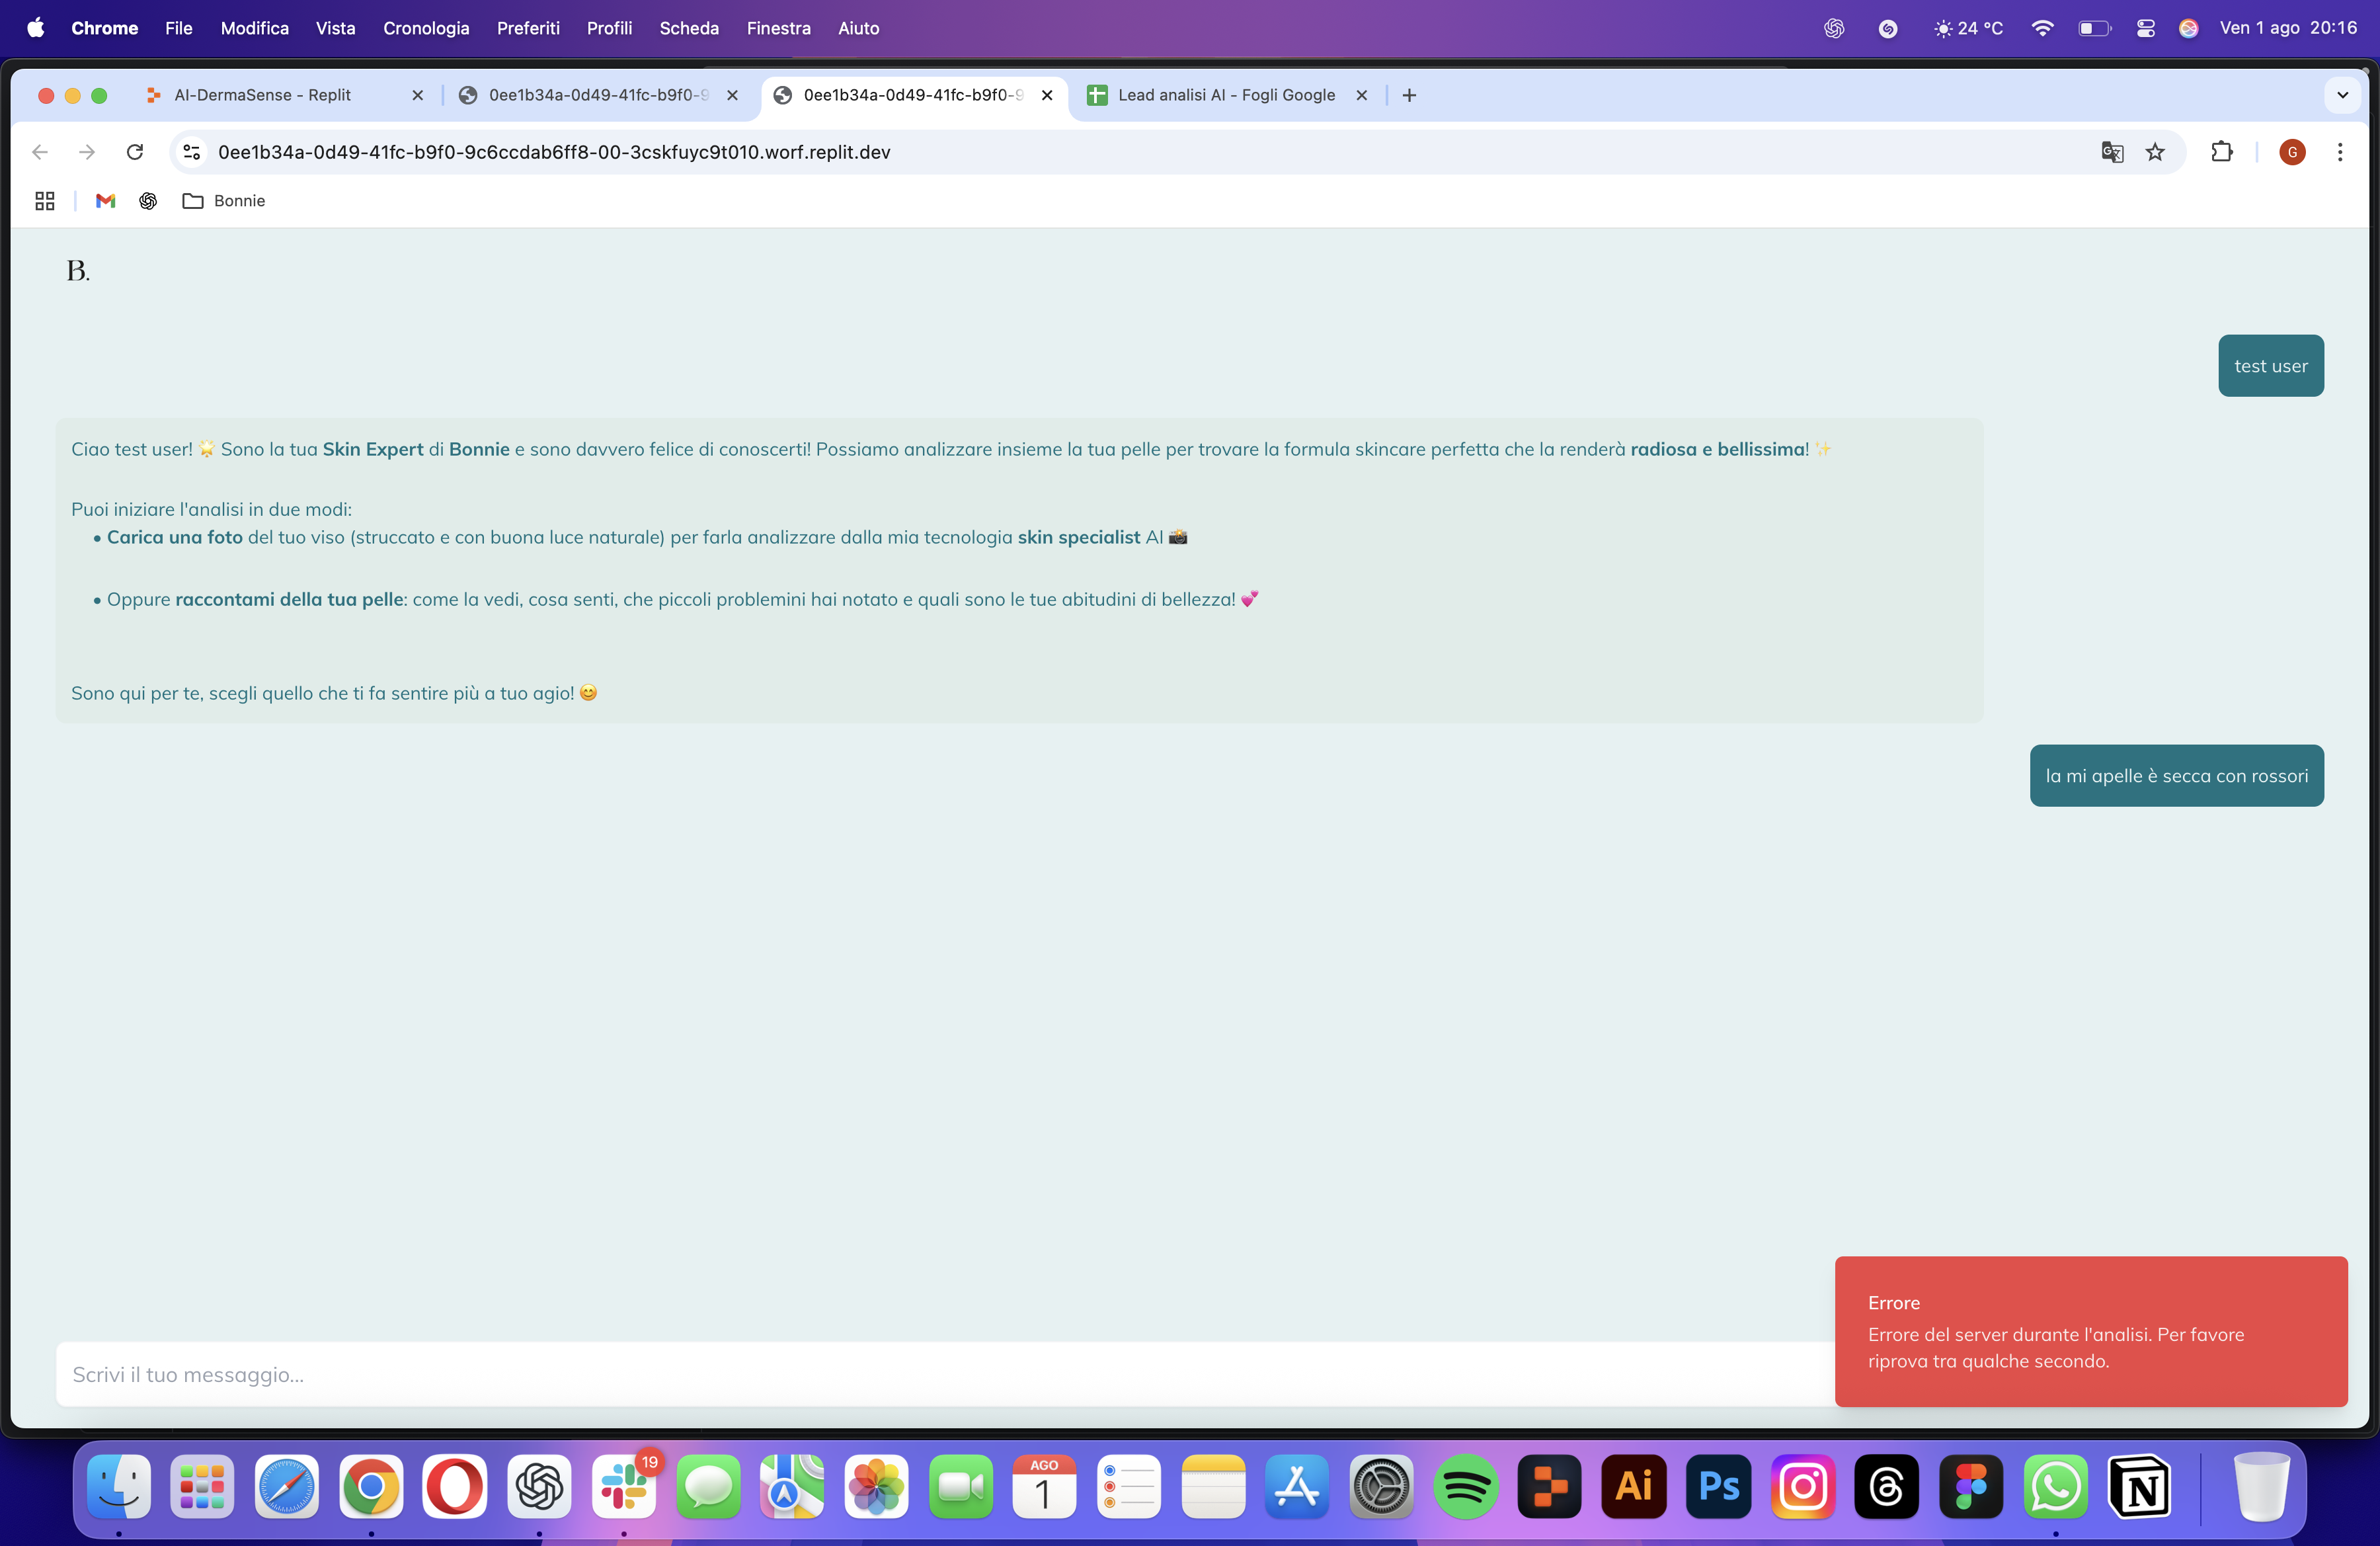 Chrome File Modifica Vista Cronologia Preferiti Profili Scheda Finestra Aiuto 24 °C Ven 1 ago 20:16
AI-DermaSense - Replit 0ee1b34a-0d49-41fc-b9f0-9 0ee1b34a-0d49-41fc-b9f0-9 Lead analisi AI - Fogli Google
0ee1b34a-0d49-41fc-b9f0-9c6ccdab6ff8-00-3cskfuyc9t010.worf.replit.dev G
Bonnie
B.
test user
Ciao test user! 🌟 Sono la tua Skin Expert di Bonnie e sono davvero felice di conoscerti! Possiamo analizzare insieme la tua pelle per trovare la formula skincare perfetta che la renderà radiosa e bellissima! ✨
Puoi iniziare l'analisi in due modi:
• Carica una foto del tuo viso (struccato e con buona luce naturale) per farla analizzare dalla mia tecnologia skin specialist AI 📸
• Oppure raccontami della tua pelle: come la vedi, cosa senti, che piccoli problemini hai notato e quali sono le tue abitudini di bellezza! 💕
Sono qui per te, scegli quello che ti fa sentire più a tuo agio! 😊
la mi apelle è secca con rossori
Errore
Errore del server durante l'analisi. Per favore
riprova tra qualche secondo.
Scrivi il tuo messaggio...
19
AGO
1
Ai
Ps
N